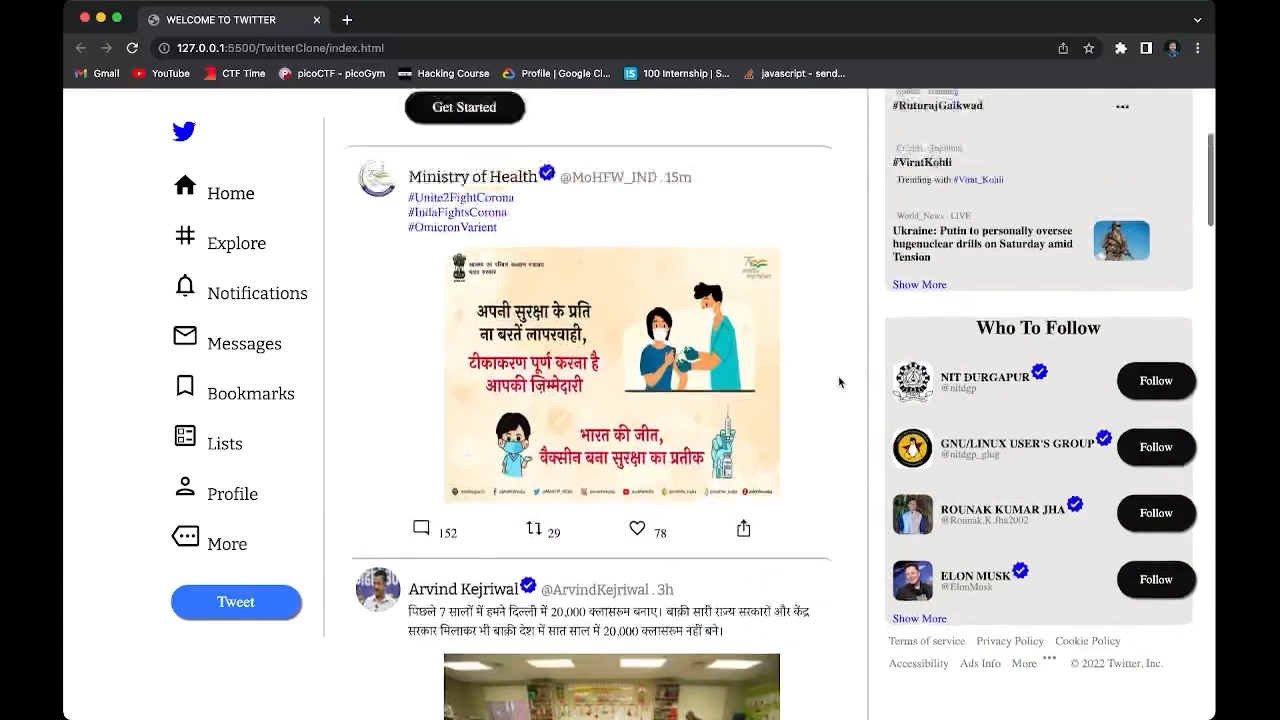 WELCOME TO TWITTER
127.0.0.1:5500/TwitterClone/index.html
Gmail
YouTube
CTF Time
picoCTF - picoGym
Hacking Course
Profile | Google Cl...
100 Internship | S...
javascript - send...
Home
Explore
Notifications
Messages
Bookmarks
Lists
Profile
More
Tweet
Get Started
Ministry of Health @MoHFW_IND . 15m
#Unite2FightCorona
#IndiaFightsCorona
#OmicronVarient
अपनी सुरक्षा के प्रति
ना बरतें लापरवाही,
टीकाकरण पूर्ण करना है
आपकी ज़िम्मेदारी
भारत की जीत,
वैक्सीन बना सुरक्षा का प्रतीक
152
29
78
Arvind Kejriwal @ArvindKejriwal . 3h
पिछले 7 सालों में हमने दिल्ली में 20,000 क्लासरूम बनाए। बाक़ी सारी राज्य सरकारों और केंद्र
सरकार मिलाकर भी बाक़ी देश में सात साल में 20,000 क्लासरूम नहीं बने।
#RuturajGaikwad
#ViratKohli
Trending with #Virat_Kohli
World_News . LIVE
Ukraine: Putin to personally oversee
hugenuclear drills on Saturday amid
Tension
Show More
Who To Follow
NIT DURGAPUR
@nitdgp
Follow
GNU/LINUX USER'S GROUP
@nitdgp_glug
Follow
ROUNAK KUMAR JHA
@Rounak.K.Jha2002
Follow
ELON MUSK
@ElonMusk
Follow
Show More
Terms of service Privacy Policy Cookie Policy
Accessibility Ads Info More © 2022 Twitter, Inc.